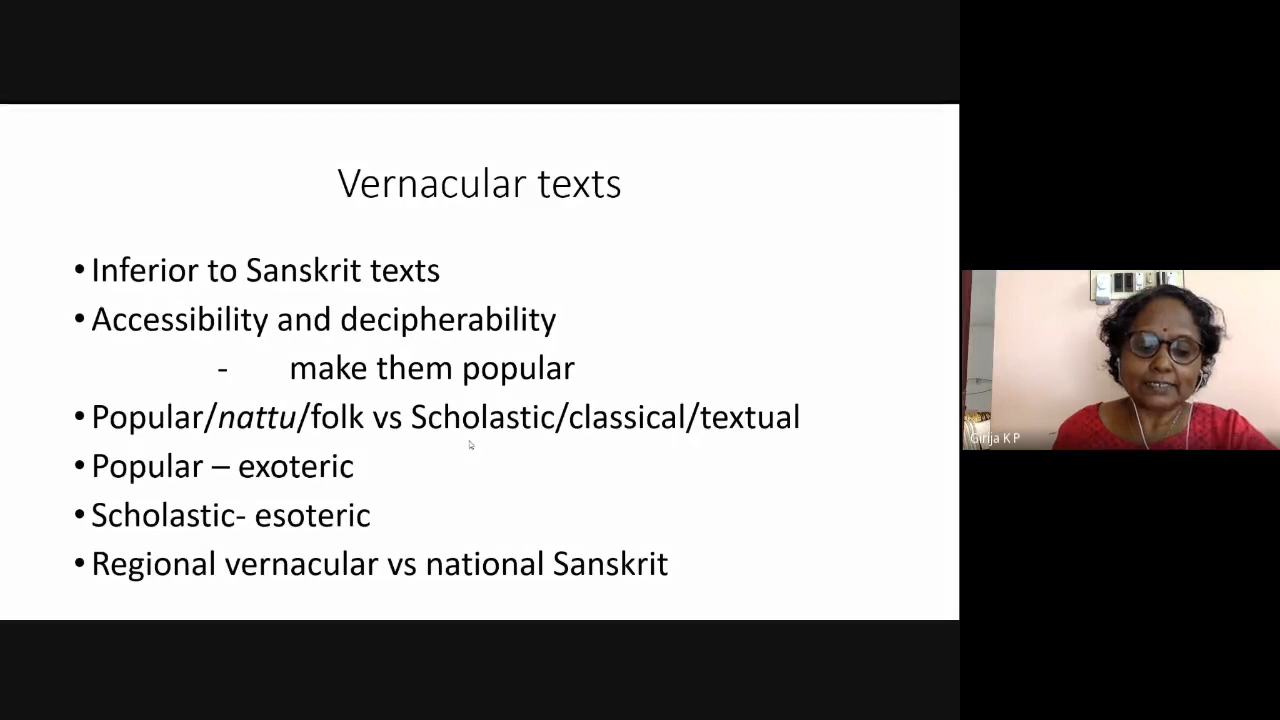 Vernacular texts
• Inferior to Sanskrit texts
• Accessibility and decipherability
- make them popular
• Popular/nattu/folk vs Scholastic/classical/textual
• Popular – exoteric
• Scholastic- esoteric
• Regional vernacular vs national Sanskrit
Girija K P